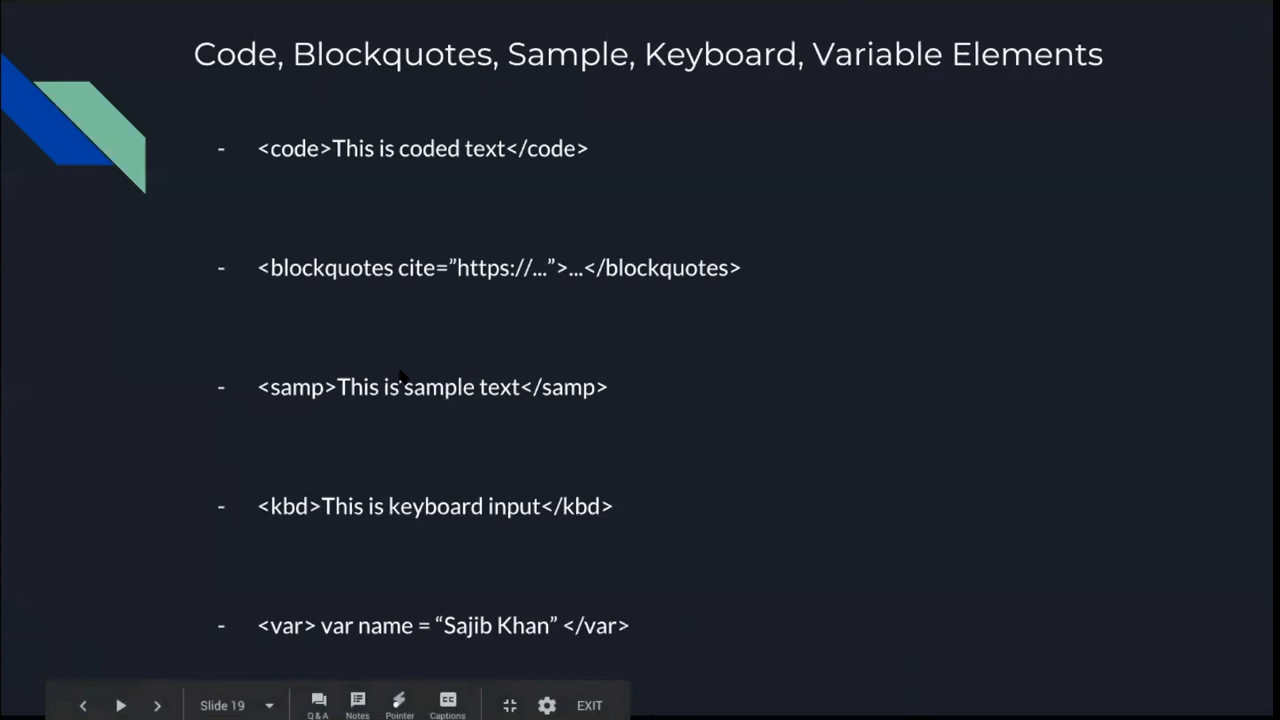 Code, Blockquotes, Sample, Keyboard, Variable Elements
- <code>This is coded text</code>
- <blockquotes cite=”https://...”>...</blockquotes>
- <samp>This is sample text</samp>
- <kbd>This is keyboard input</kbd>
- <var> var name = “Sajib Khan” </var>
Slide 19 Q&A Notes Pointer CC Captions EXIT